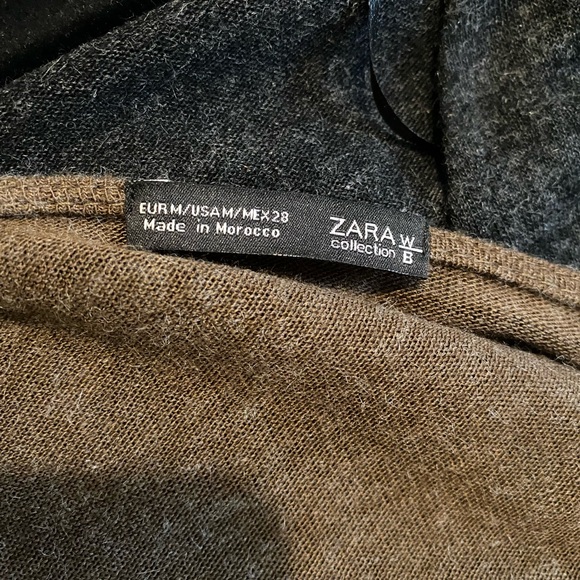 EUR M/USA M/MEX 28
Made in Morocco
ZARA W/B
collection